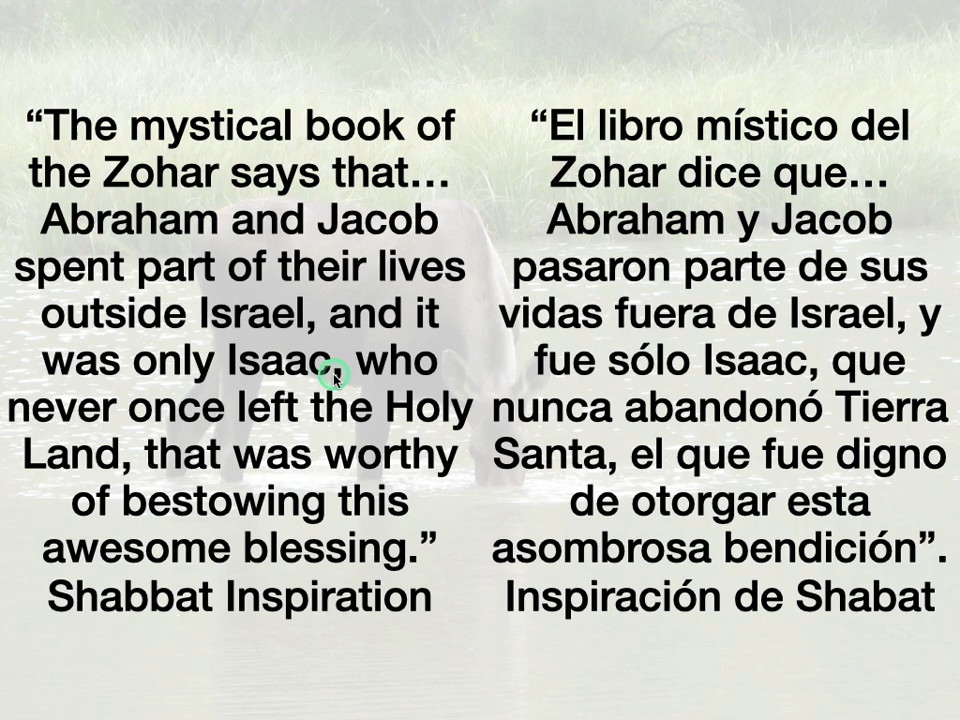 “The mystical book of
the Zohar says that…
Abraham and Jacob
spent part of their lives
outside Israel, and it
was only Isaac, who
never once left the Holy
Land, that was worthy
of bestowing this
awesome blessing.”
Shabbat Inspiration
“El libro místico del
Zohar dice que…
Abraham y Jacob
pasaron parte de sus
vidas fuera de Israel, y
fue sólo Isaac, que
nunca abandonó Tierra
Santa, el que fue digno
de otorgar esta
asombrosa bendición”.
Inspiración de Shabat